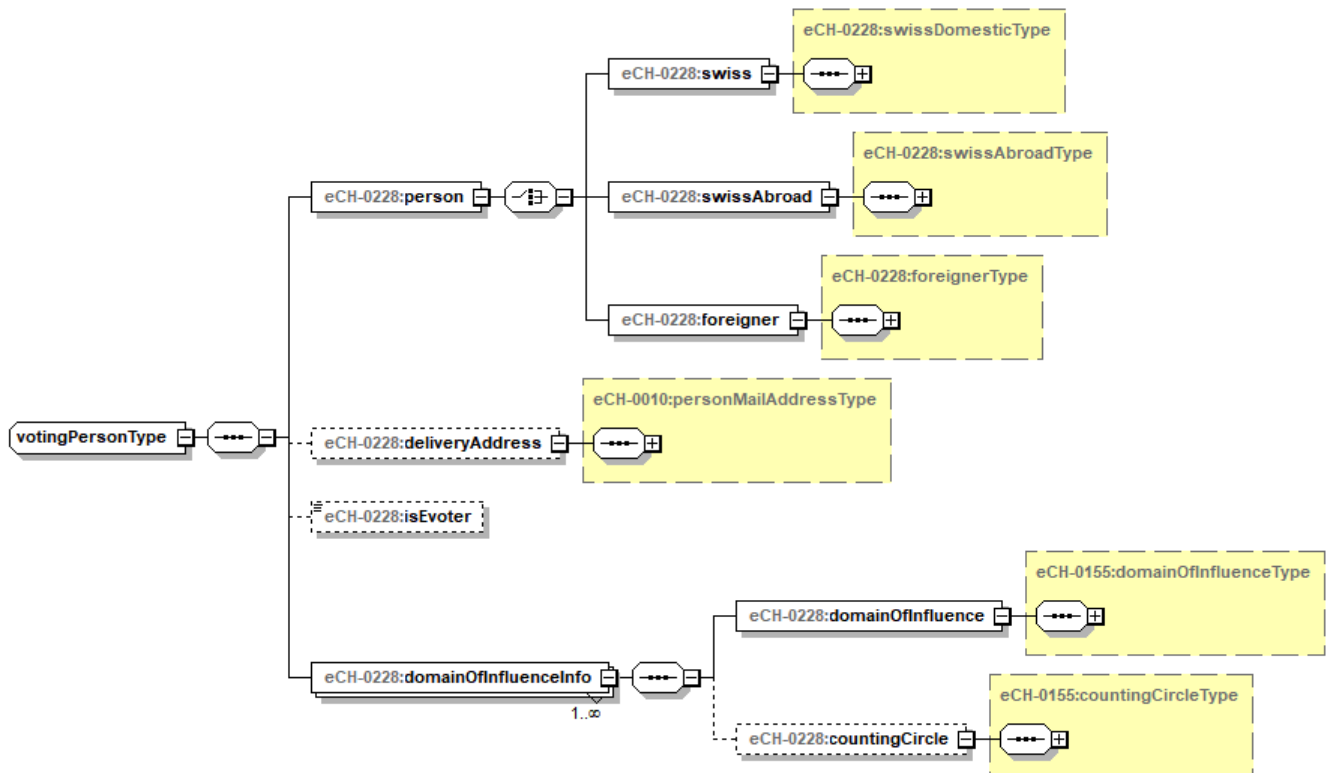 eCH-0228:swissDomesticType
eCH-0228:swiss
eCH-0228:swissAbroadType
eCH-0228:person
eCH-0228:swissAbroad
eCH-0228:foreignerType
eCH-0228:foreigner
eCH-0010:personMailAddressType
votingPersonType
eCH-0228:deliveryAddress
eCH-0228:isEvoter
eCH-0155:domainOfInfluenceType
eCH-0228:domainOfInfluence
eCH-0228:domainOfInfluenceInfo
1..∞
eCH-0155:countingCircleType
eCH-0228:countingCircle